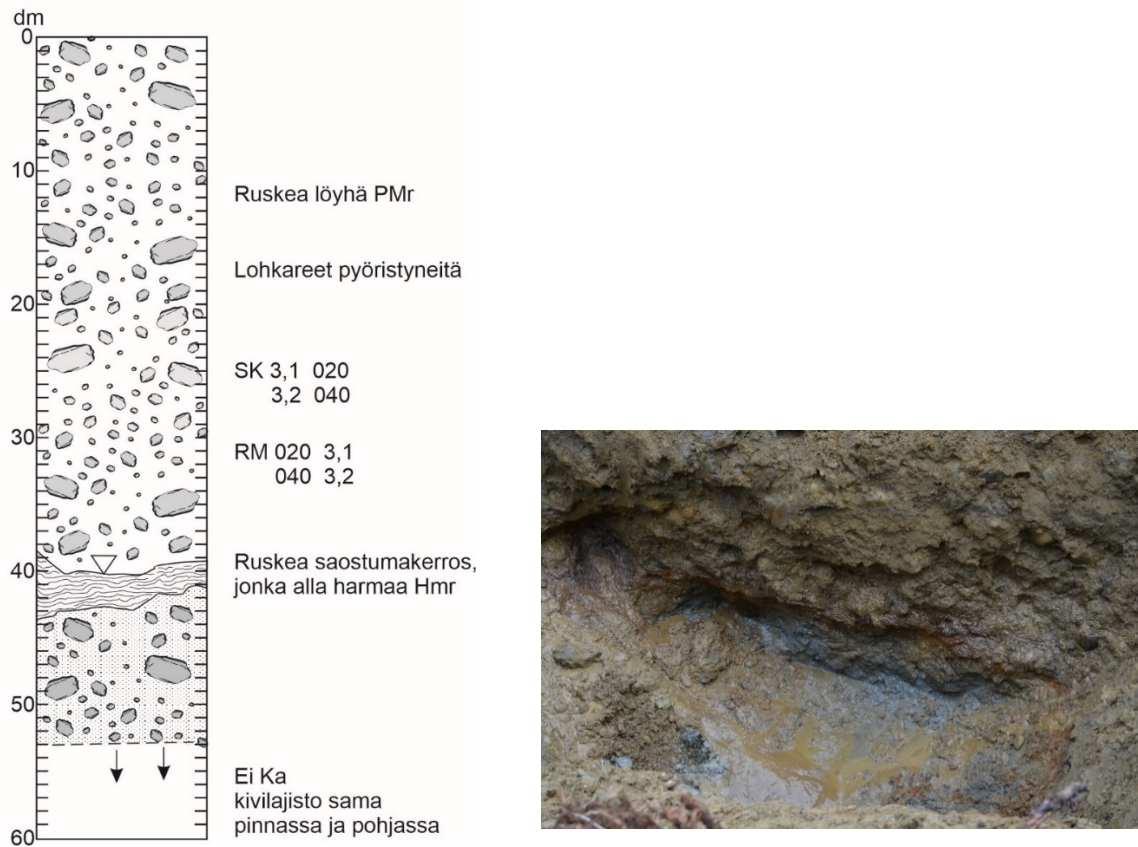 dm
0
10
Ruskea löyhä PMr
Lohkareet pyöristyneitä
20
SK 3,1 020
3,2 040
30
RM 020 3,1
040 3,2
40
Ruskea saostumakerros,
jonka alla harmaa Hmr
50
Ei Ka
kivilajisto sama
pinnassa ja pohjassa
60